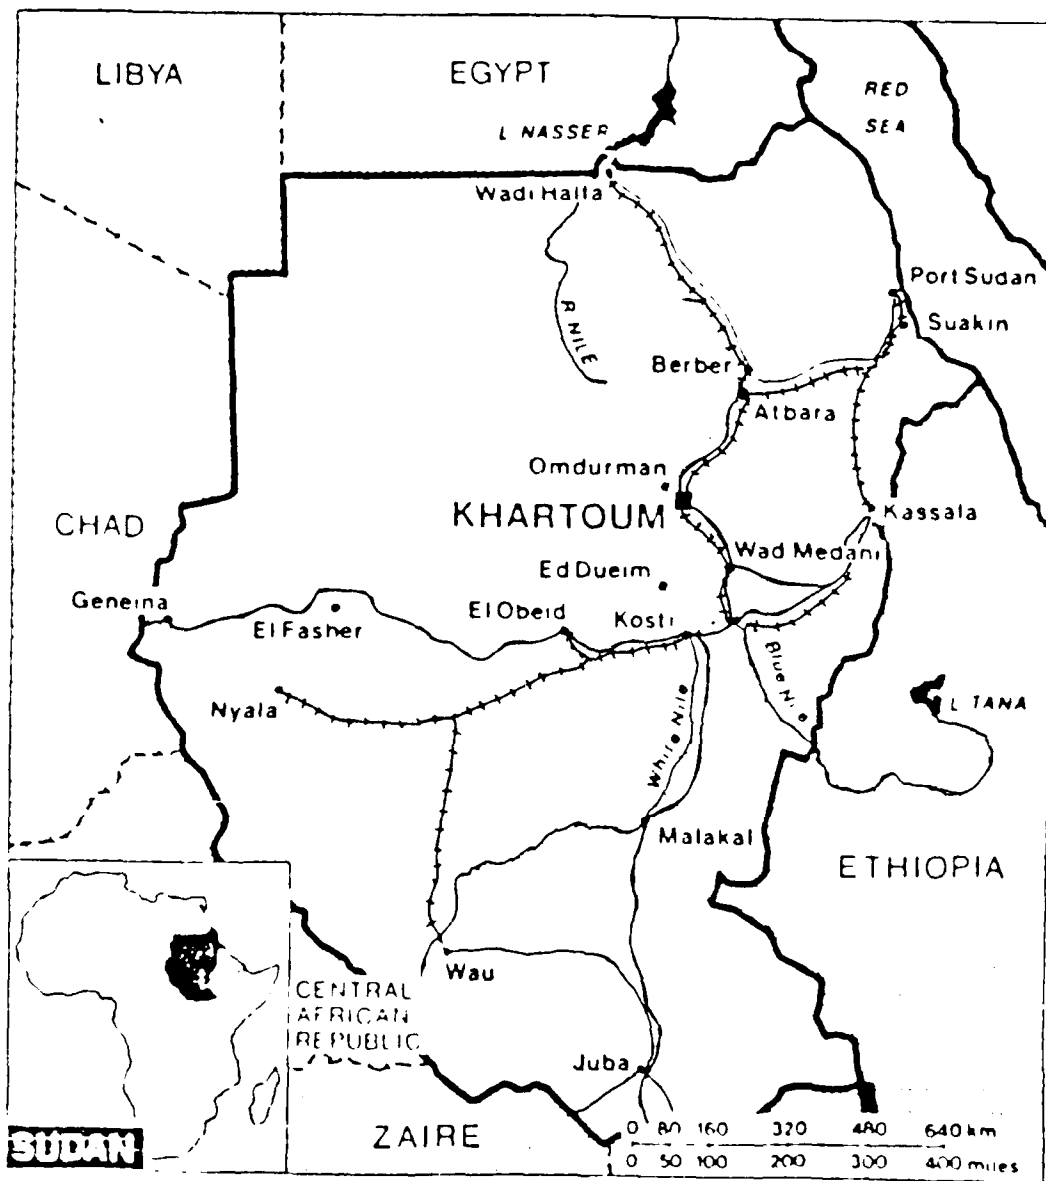 LIBYA
EGYPT
RED
SEA
L NASSER
Wadi Halfa
Port Sudan
Suakin
R NILE
Berber
Atbara
Omdurman
KHARTOUM
Kassala
CHAD
Wad Medani
Ed Dueim
Geneina
El Obeid
Kosti
El Fasher
Blue Nile
Nyala
White Nile
L TANA
Malakal
ETHIOPIA
Wau
CENTRAL
AFRICAN
REPUBLIC
Juba
ZAIRE
SUDAN
0 80 160 320 480 640 km
0 50 100 200 300 400 miles